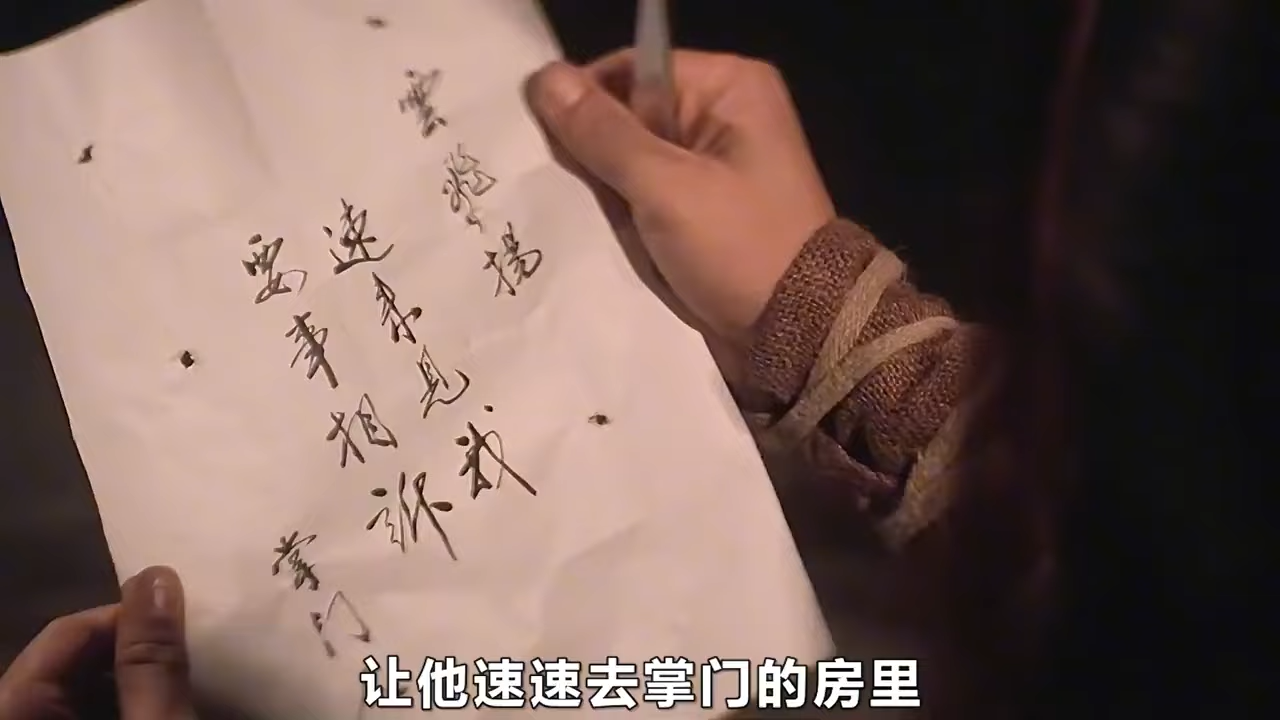 雲飛揚
速來見我
要事相訴
掌门
让他速速去掌门的房里